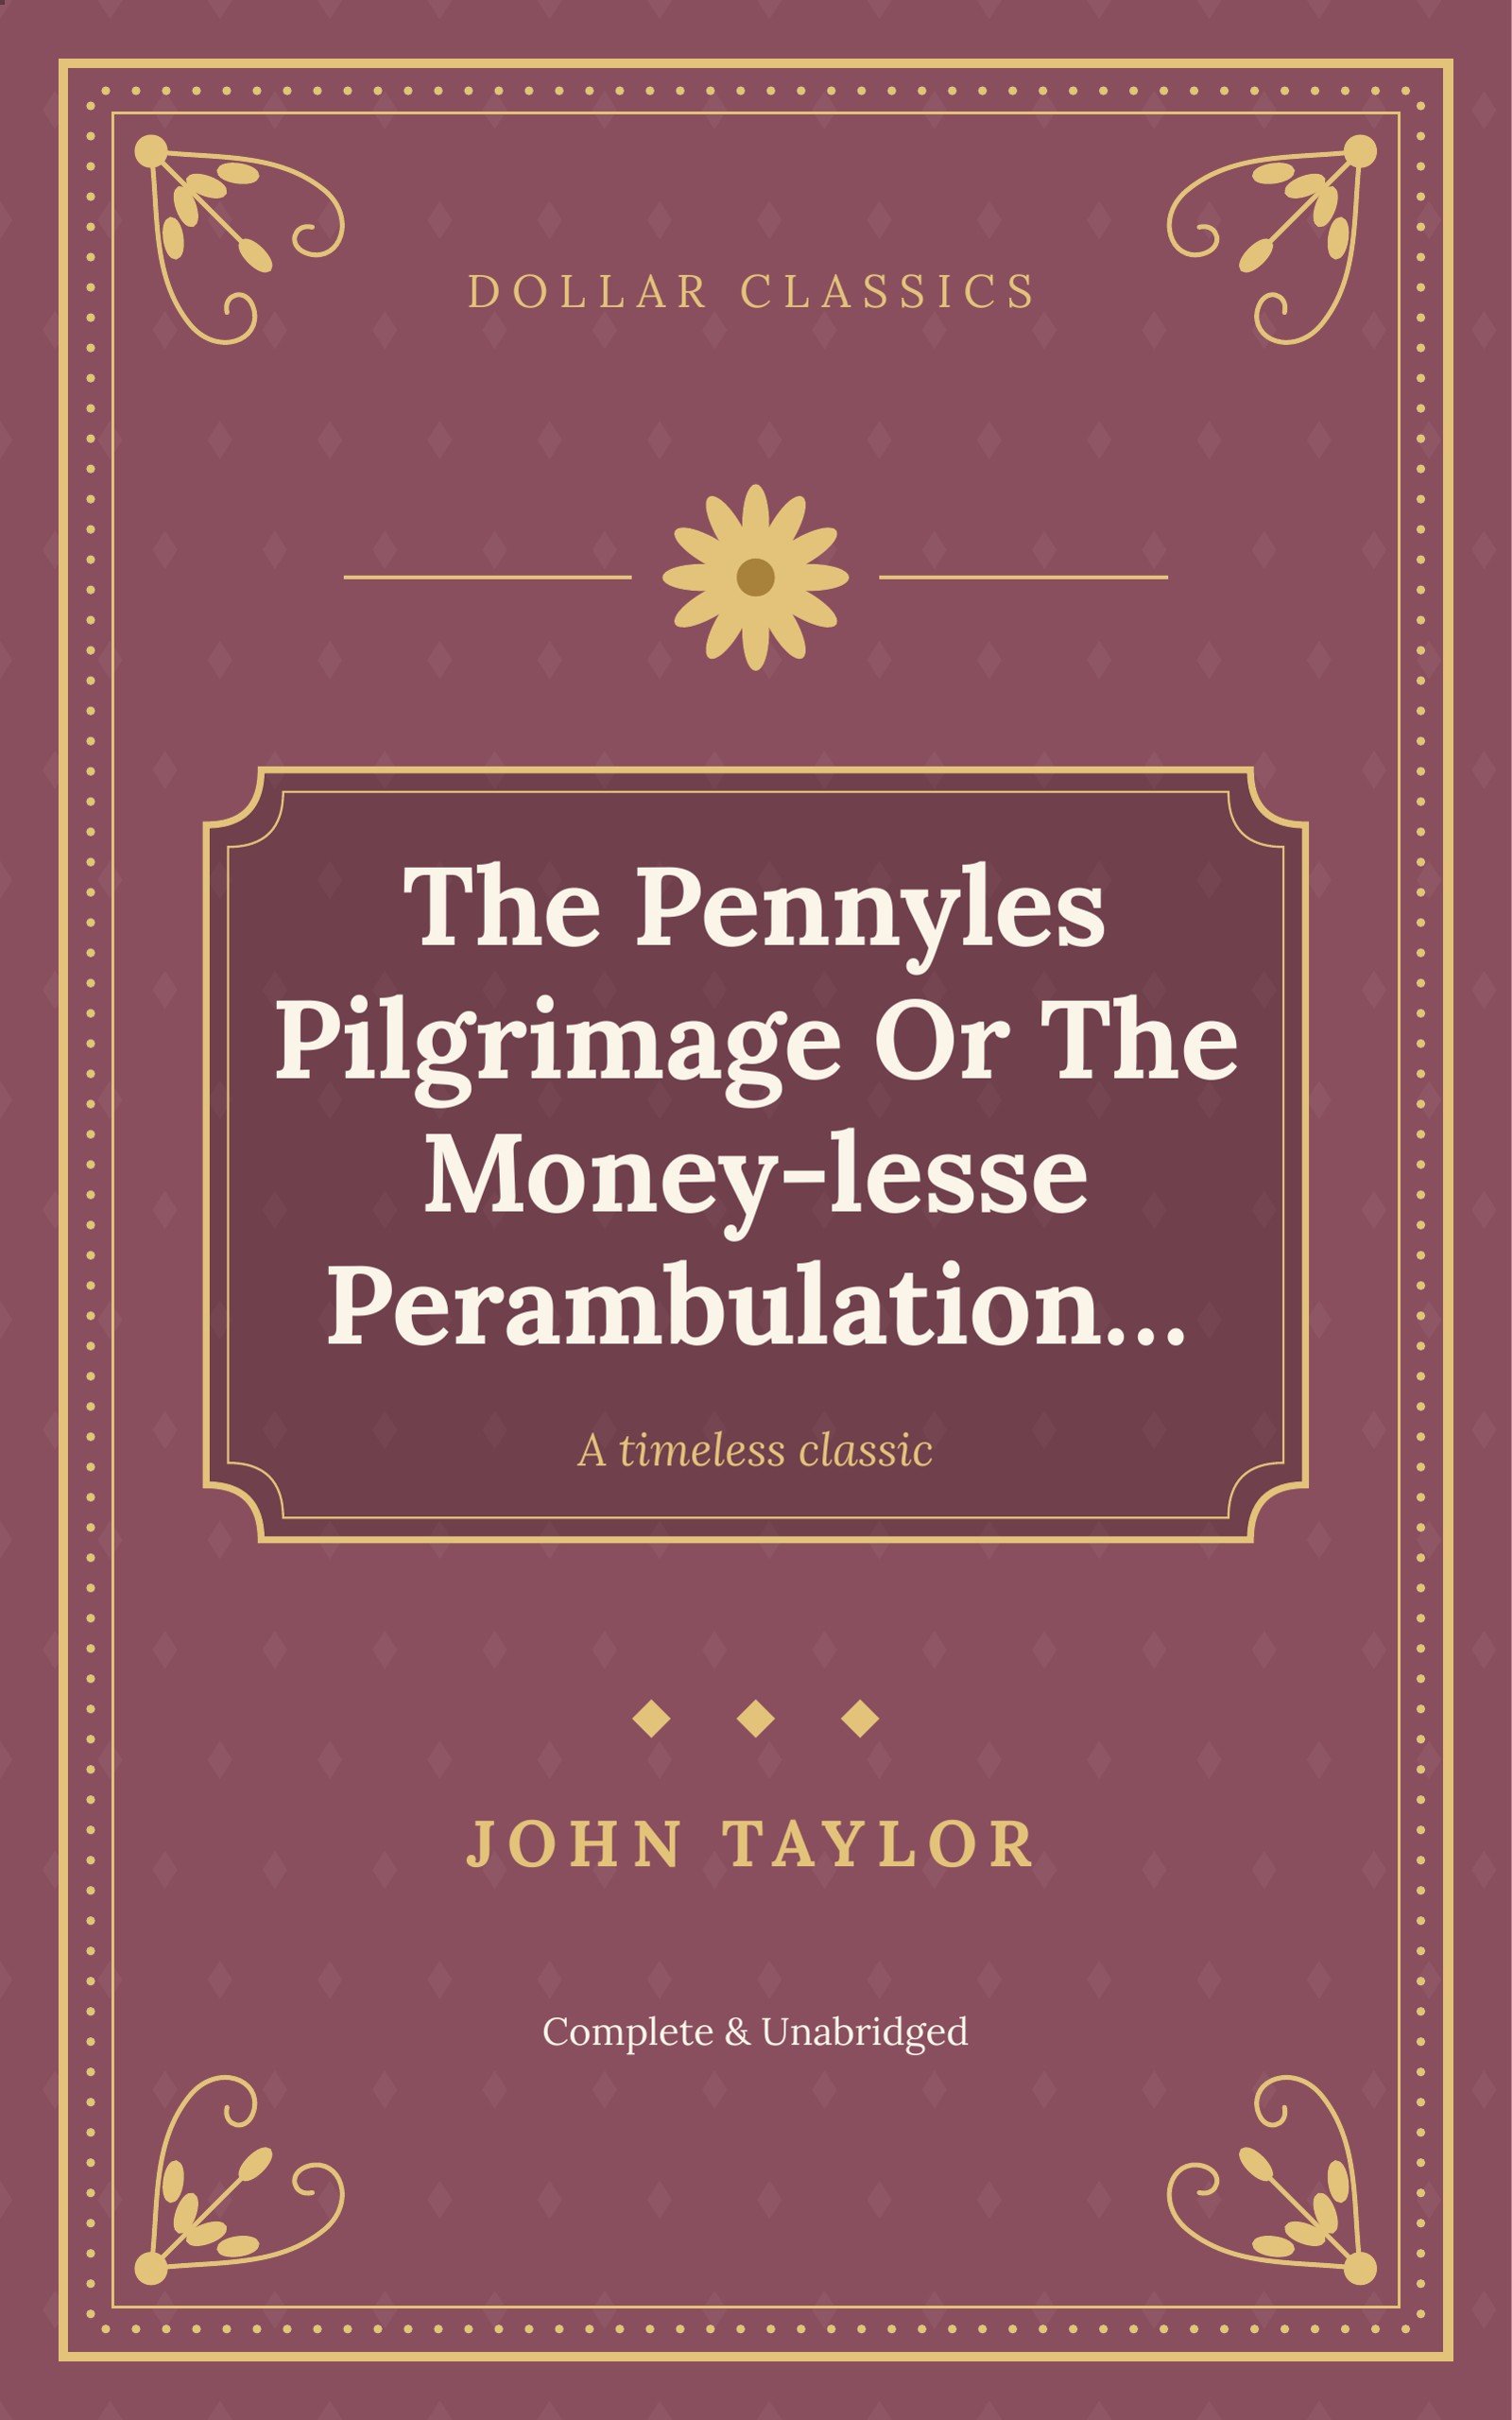 DOLLAR CLASSICS
The Pennyles
Pilgrimage Or The
Money-lesse
Perambulation...
A timeless classic
JOHN TAYLOR
Complete & Unabridged